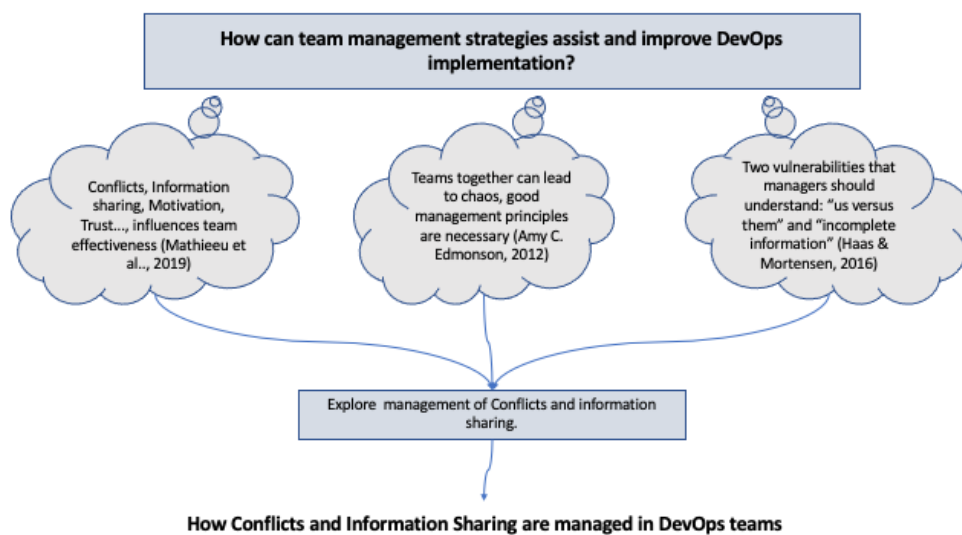 How can team management strategies assist and improve DevOps
implementation?
Conflicts, Information
sharing, Motivation,
Trust..., influences team
effectiveness (Mathieeu et
al.., 2019)
Teams together can lead
to chaos, good
management principles
are necessary (Amy C.
Edmonson, 2012)
Two vulnerabilities that
managers should
understand: “us versus
them” and “incomplete
information” (Haas &
Mortensen, 2016)
Explore management of Conflicts and information
sharing.
How Conflicts and Information Sharing are managed in DevOps teams